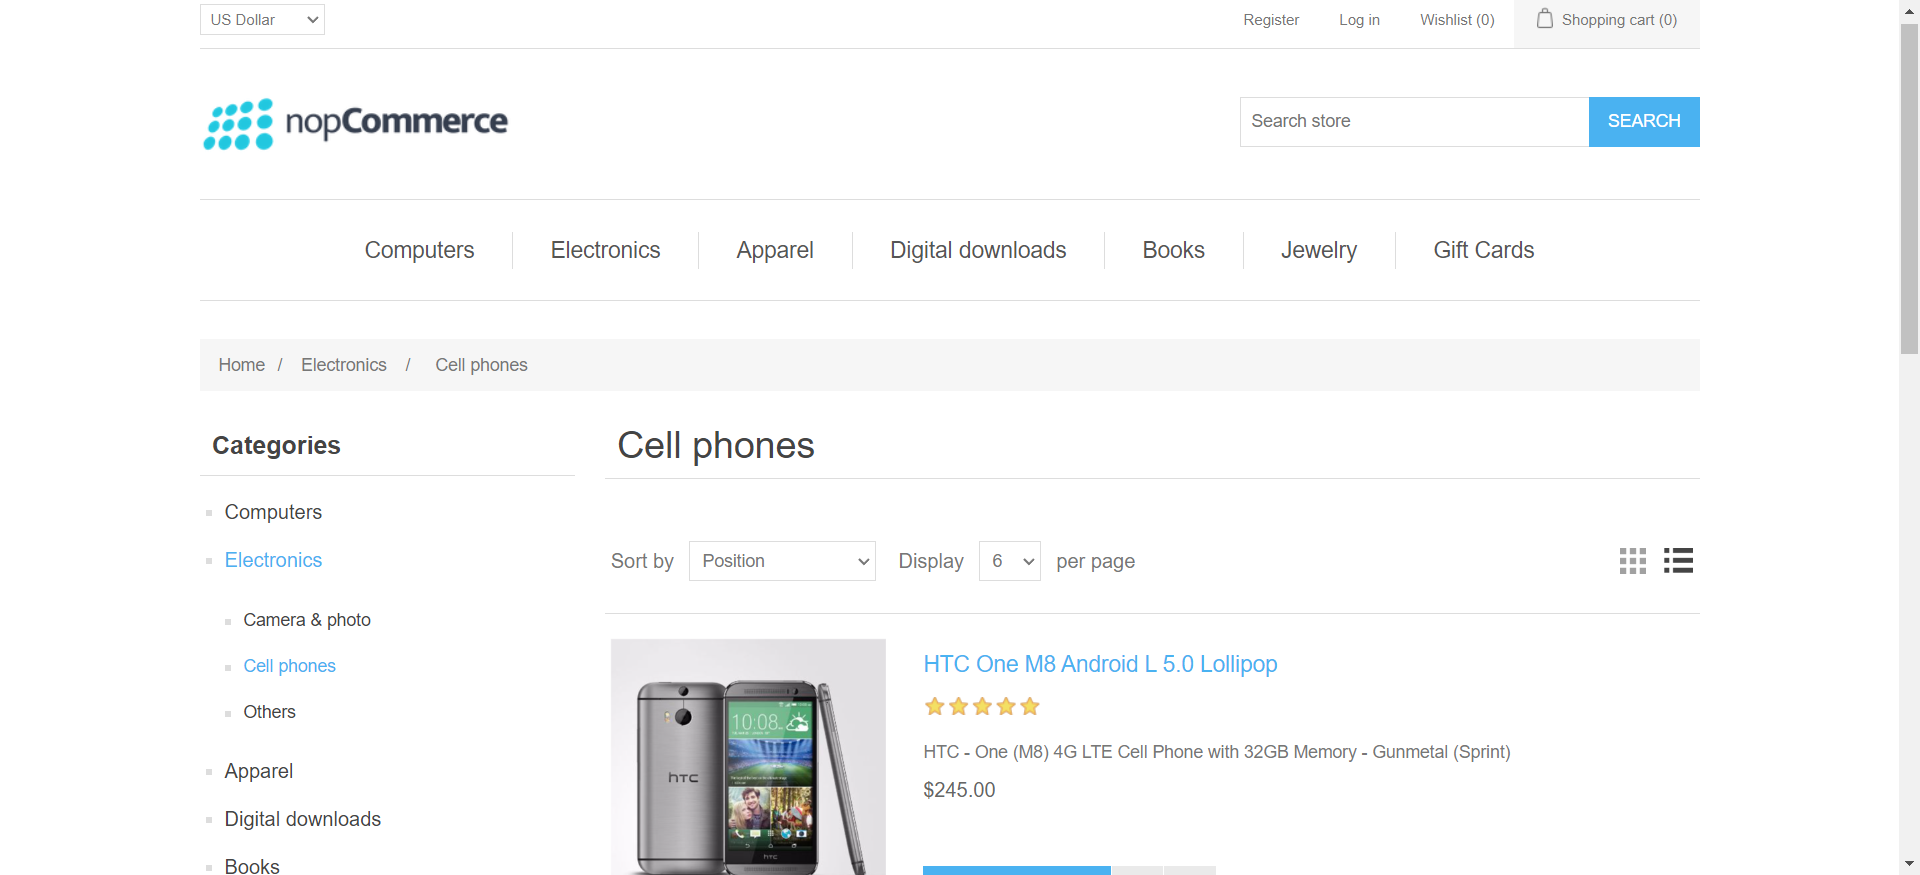 US Dollar
Register
Log in
Wishlist (0)
Shopping cart (0)
nopCommerce
Search store
SEARCH
Computers
Electronics
Apparel
Digital downloads
Books
Jewelry
Gift Cards
Home / Electronics / Cell phones
Categories
Computers
Electronics
Camera & photo
Cell phones
Others
Apparel
Digital downloads
Books
Cell phones
Sort by Position Display 6 per page
hTC
10:08
hTC
HTC One M8 Android L 5.0 Lollipop
HTC - One (M8) 4G LTE Cell Phone with 32GB Memory - Gunmetal (Sprint)
$245.00